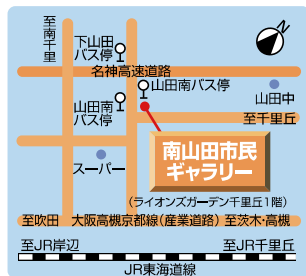 N
至南千里
下山田
バス停
名神高速道路
山田南バス停
山田中
山田南
バス停
至千里丘
南山田市民
ギャラリー
スーパー
(ライオンズガーデン千里丘1階)
至吹田 大阪高槻京都線(産業道路) 至茨木・高槻
至JR岸辺 至JR千里丘
JR東海道線